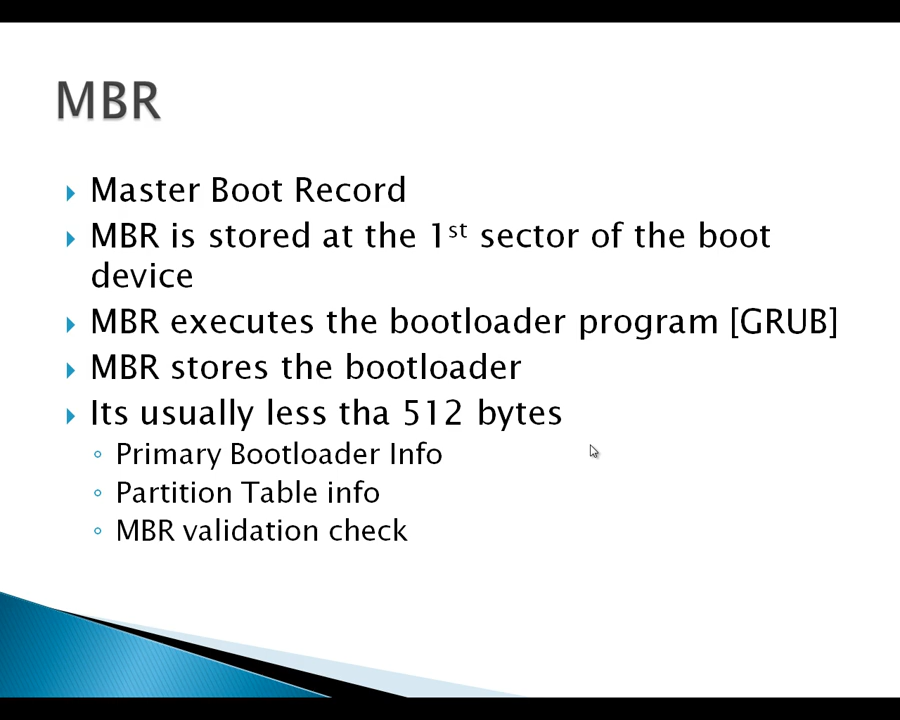 MBR
Master Boot Record
MBR is stored at the 1st sector of the boot
device
MBR executes the bootloader program [GRUB]
MBR stores the bootloader
Its usually less tha 512 bytes
Primary Bootloader Info
Partition Table info
MBR validation check